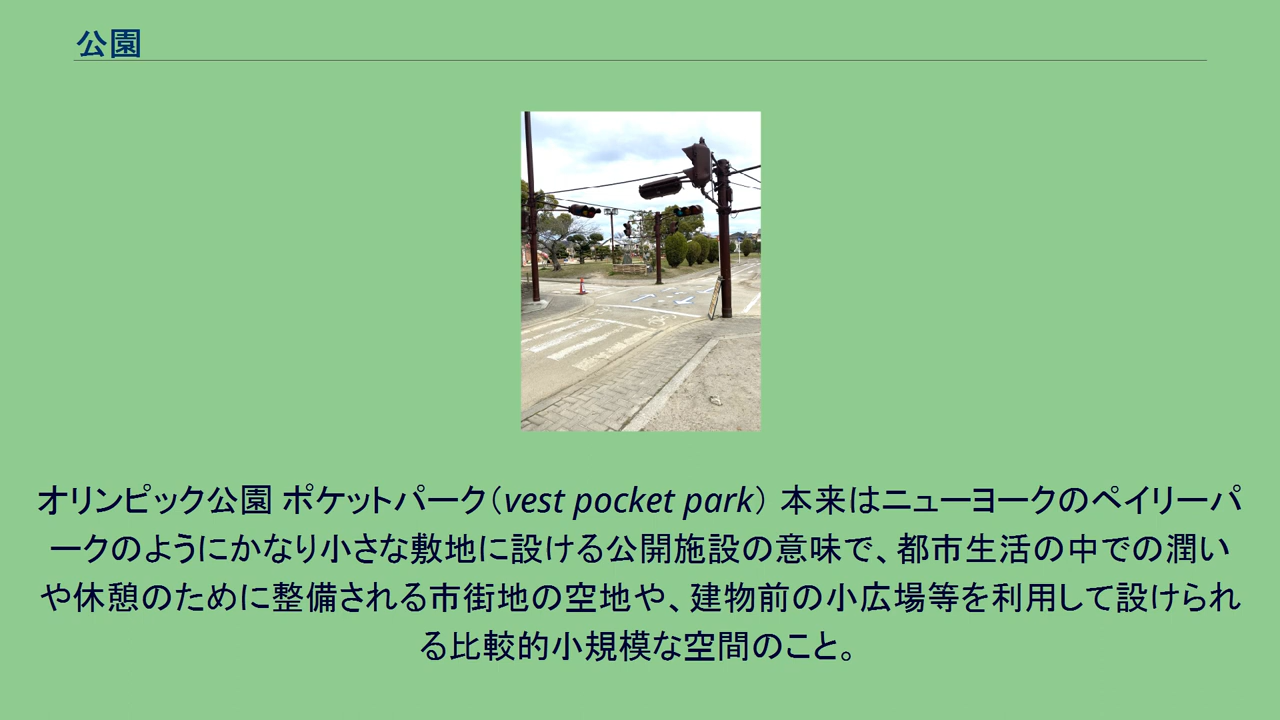 公園
オリンピック公園 ポケットパーク（vest pocket park） 本来はニューヨークのペイリーパ
ークのようにかなり小さな敷地に設ける公開施設の意味で、都市生活の中での潤い
や休憩のために整備される市街地の空地や、建物前の小広場等を利用して設けられ
る比較的小規模な空間のこと。